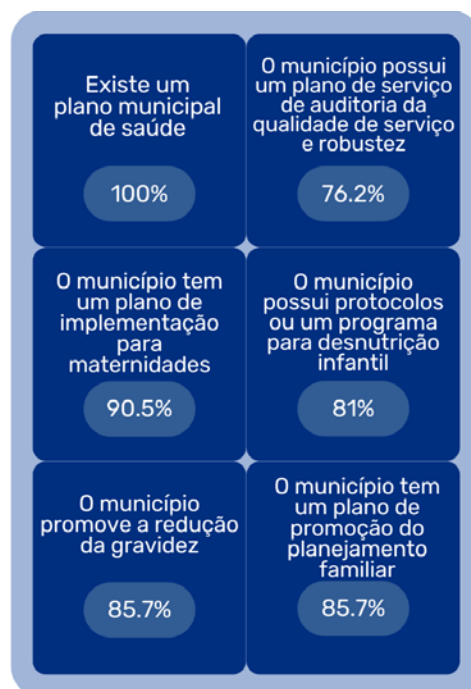 Existe um
plano municipal
de saúde
100%
O município possui
um plano de serviço
de auditoria da
qualidade de serviço
e robustez
76.2%
O município tem
um plano de
implementação
para
maternidades
90.5%
O município
possui protocolos
ou um programa
para desnutrição
infantil
81%
O município
promove a redução
da gravidez
85.7%
O município tem
um plano de
promoção do
planejamento
familiar
85.7%